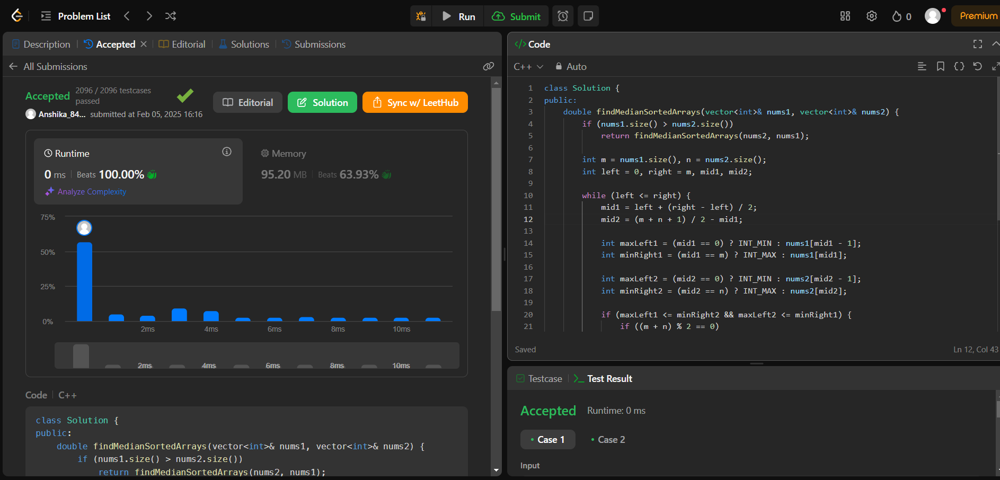 Problem List
Run
Submit
0
Premium
Description
Accepted
Editorial
Solutions
Submissions
All Submissions
Accepted
2096 / 2096 testcases
passed
Anshika_84...
submitted at Feb 05, 2025 16:16
Editorial
Solution
Sync w/ LeetHub
Runtime
0 ms
Beats 100.00%
Analyze Complexity
Memory
95.20 MB
Beats 63.93%
75%
50%
25%
0%
2ms
4ms
6ms
8ms
10ms
2ms
4ms
6ms
8ms
10ms
Code
C++
class Solution {
public:
    double findMedianSortedArrays(vector<int>& nums1, vector<int>& nums2) {
        if (nums1.size() > nums2.size())
            return findMedianSortedArrays(nums2, nums1);
</> Code
C++
Auto
1 class Solution {
2 public:
3     double findMedianSortedArrays(vector<int>& nums1, vector<int>& nums2) {
4         if (nums1.size() > nums2.size())
5             return findMedianSortedArrays(nums2, nums1);
6
7         int m = nums1.size(), n = nums2.size();
8         int left = 0, right = m, mid1, mid2;
9
10         while (left <= right) {
11             mid1 = left + (right - left) / 2;
12             mid2 = (m + n + 1) / 2 - mid1;
13
14             int maxLeft1 = (mid1 == 0) ? INT_MIN : nums1[mid1 - 1];
15             int minRight1 = (mid1 == m) ? INT_MAX : nums1[mid1];
16
17             int maxLeft2 = (mid2 == 0) ? INT_MIN : nums2[mid2 - 1];
18             int minRight2 = (mid2 == n) ? INT_MAX : nums2[mid2];
19
20             if (maxLeft1 <= minRight2 && maxLeft2 <= minRight1) {
21                 if ((m + n) % 2 == 0)
Saved
Ln 12, Col 43
Testcase
>_ Test Result
Accepted
Runtime: 0 ms
• Case 1
• Case 2
Input